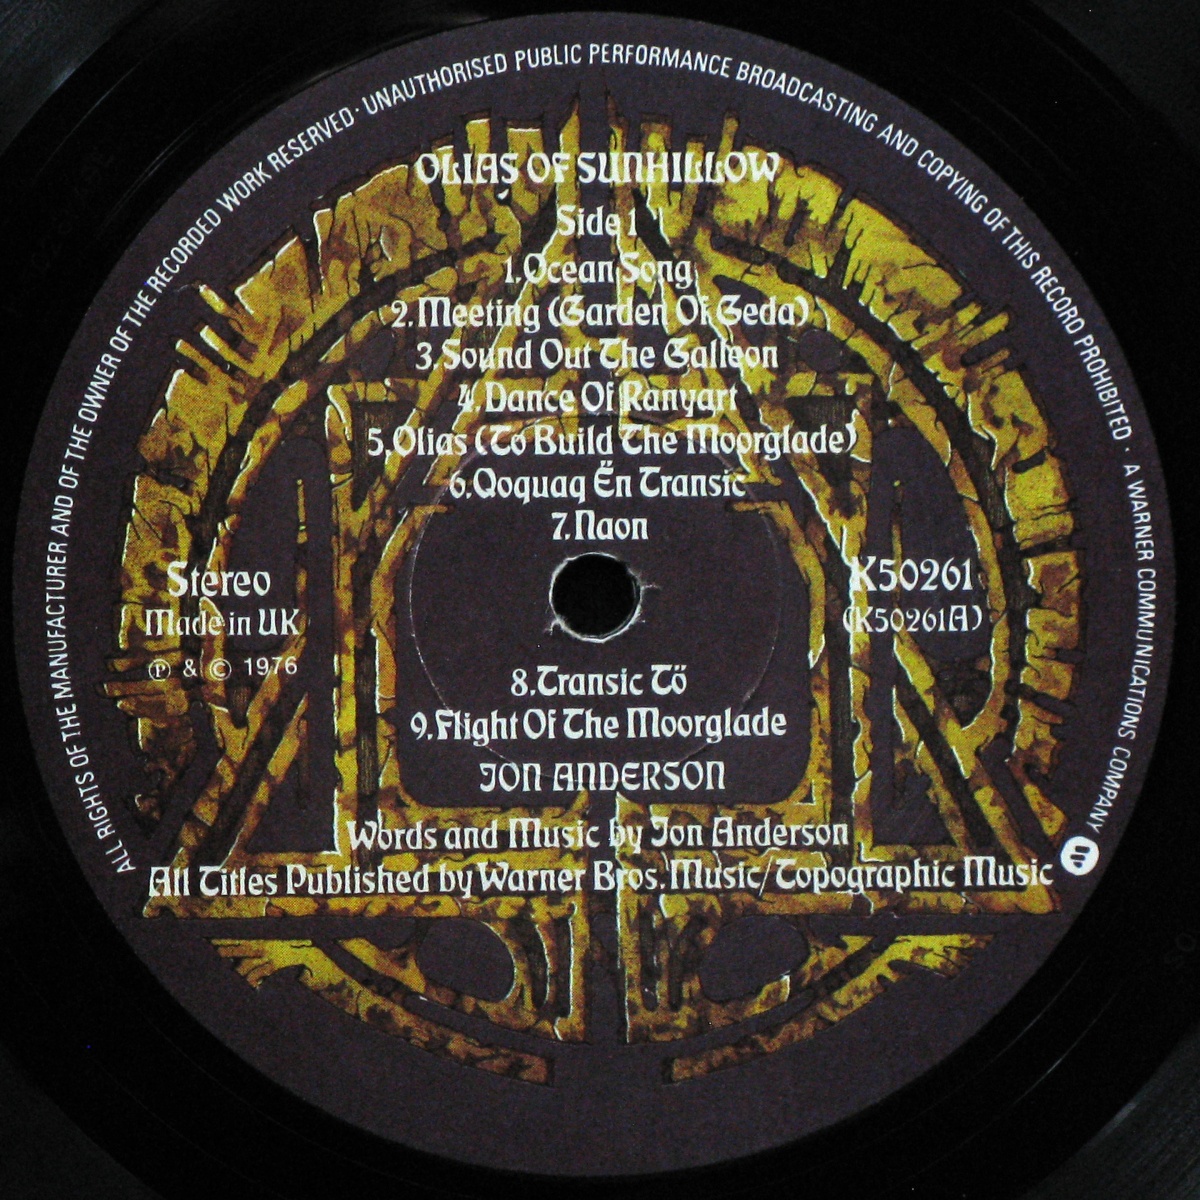 ALL RIGHTS OF THE MANUFACTURER AND OF THE OWNER OF THE RECORDED WORK RESERVED · UNAUTHORISED PUBLIC PERFORMANCE BROADCASTING AND COPYING OF THIS RECORD PROHIBITED · A WARNER COMMUNICATIONS COMPANY
OLIAS OF SUNHILLOW
Side 1
1.Ocean Song
2.Meeting (Garden Of Geda)
3.Sound Out The Galleon
4.Dance Of Ranyart
5.Olias (To Build The Moorglade)
6.Qoquaq Ën Transic
7.Naon
Stereo
Made in UK
℗ & © 1976
K50261
(K50261A)
8.Transic Tö
9.Flight Of The Moorglade
JON ANDERSON
Words and Music by Jon Anderson
All Titles Published by Warner Bros. Music/Topographic Music